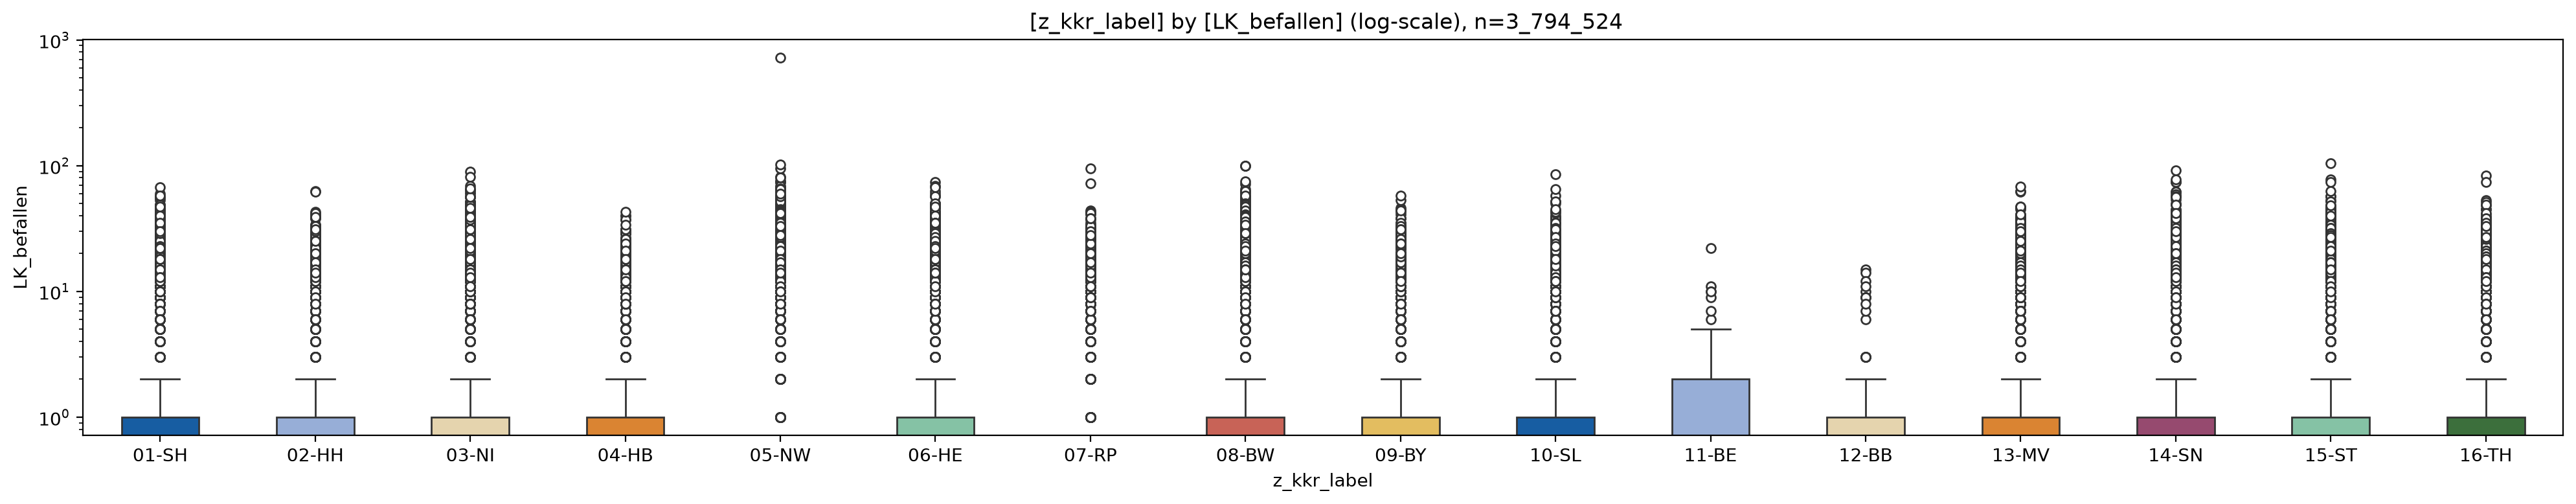 [z_kkr_label] by [LK_befallen] (log-scale), n=3_794_524
10³
10²
10¹
10⁰
LK_befallen
01-SH 02-HH 03-NI 04-HB 05-NW 06-HE 07-RP 08-BW 09-BY 10-SL 11-BE 12-BB 13-MV 14-SN 15-ST 16-TH
z_kkr_label